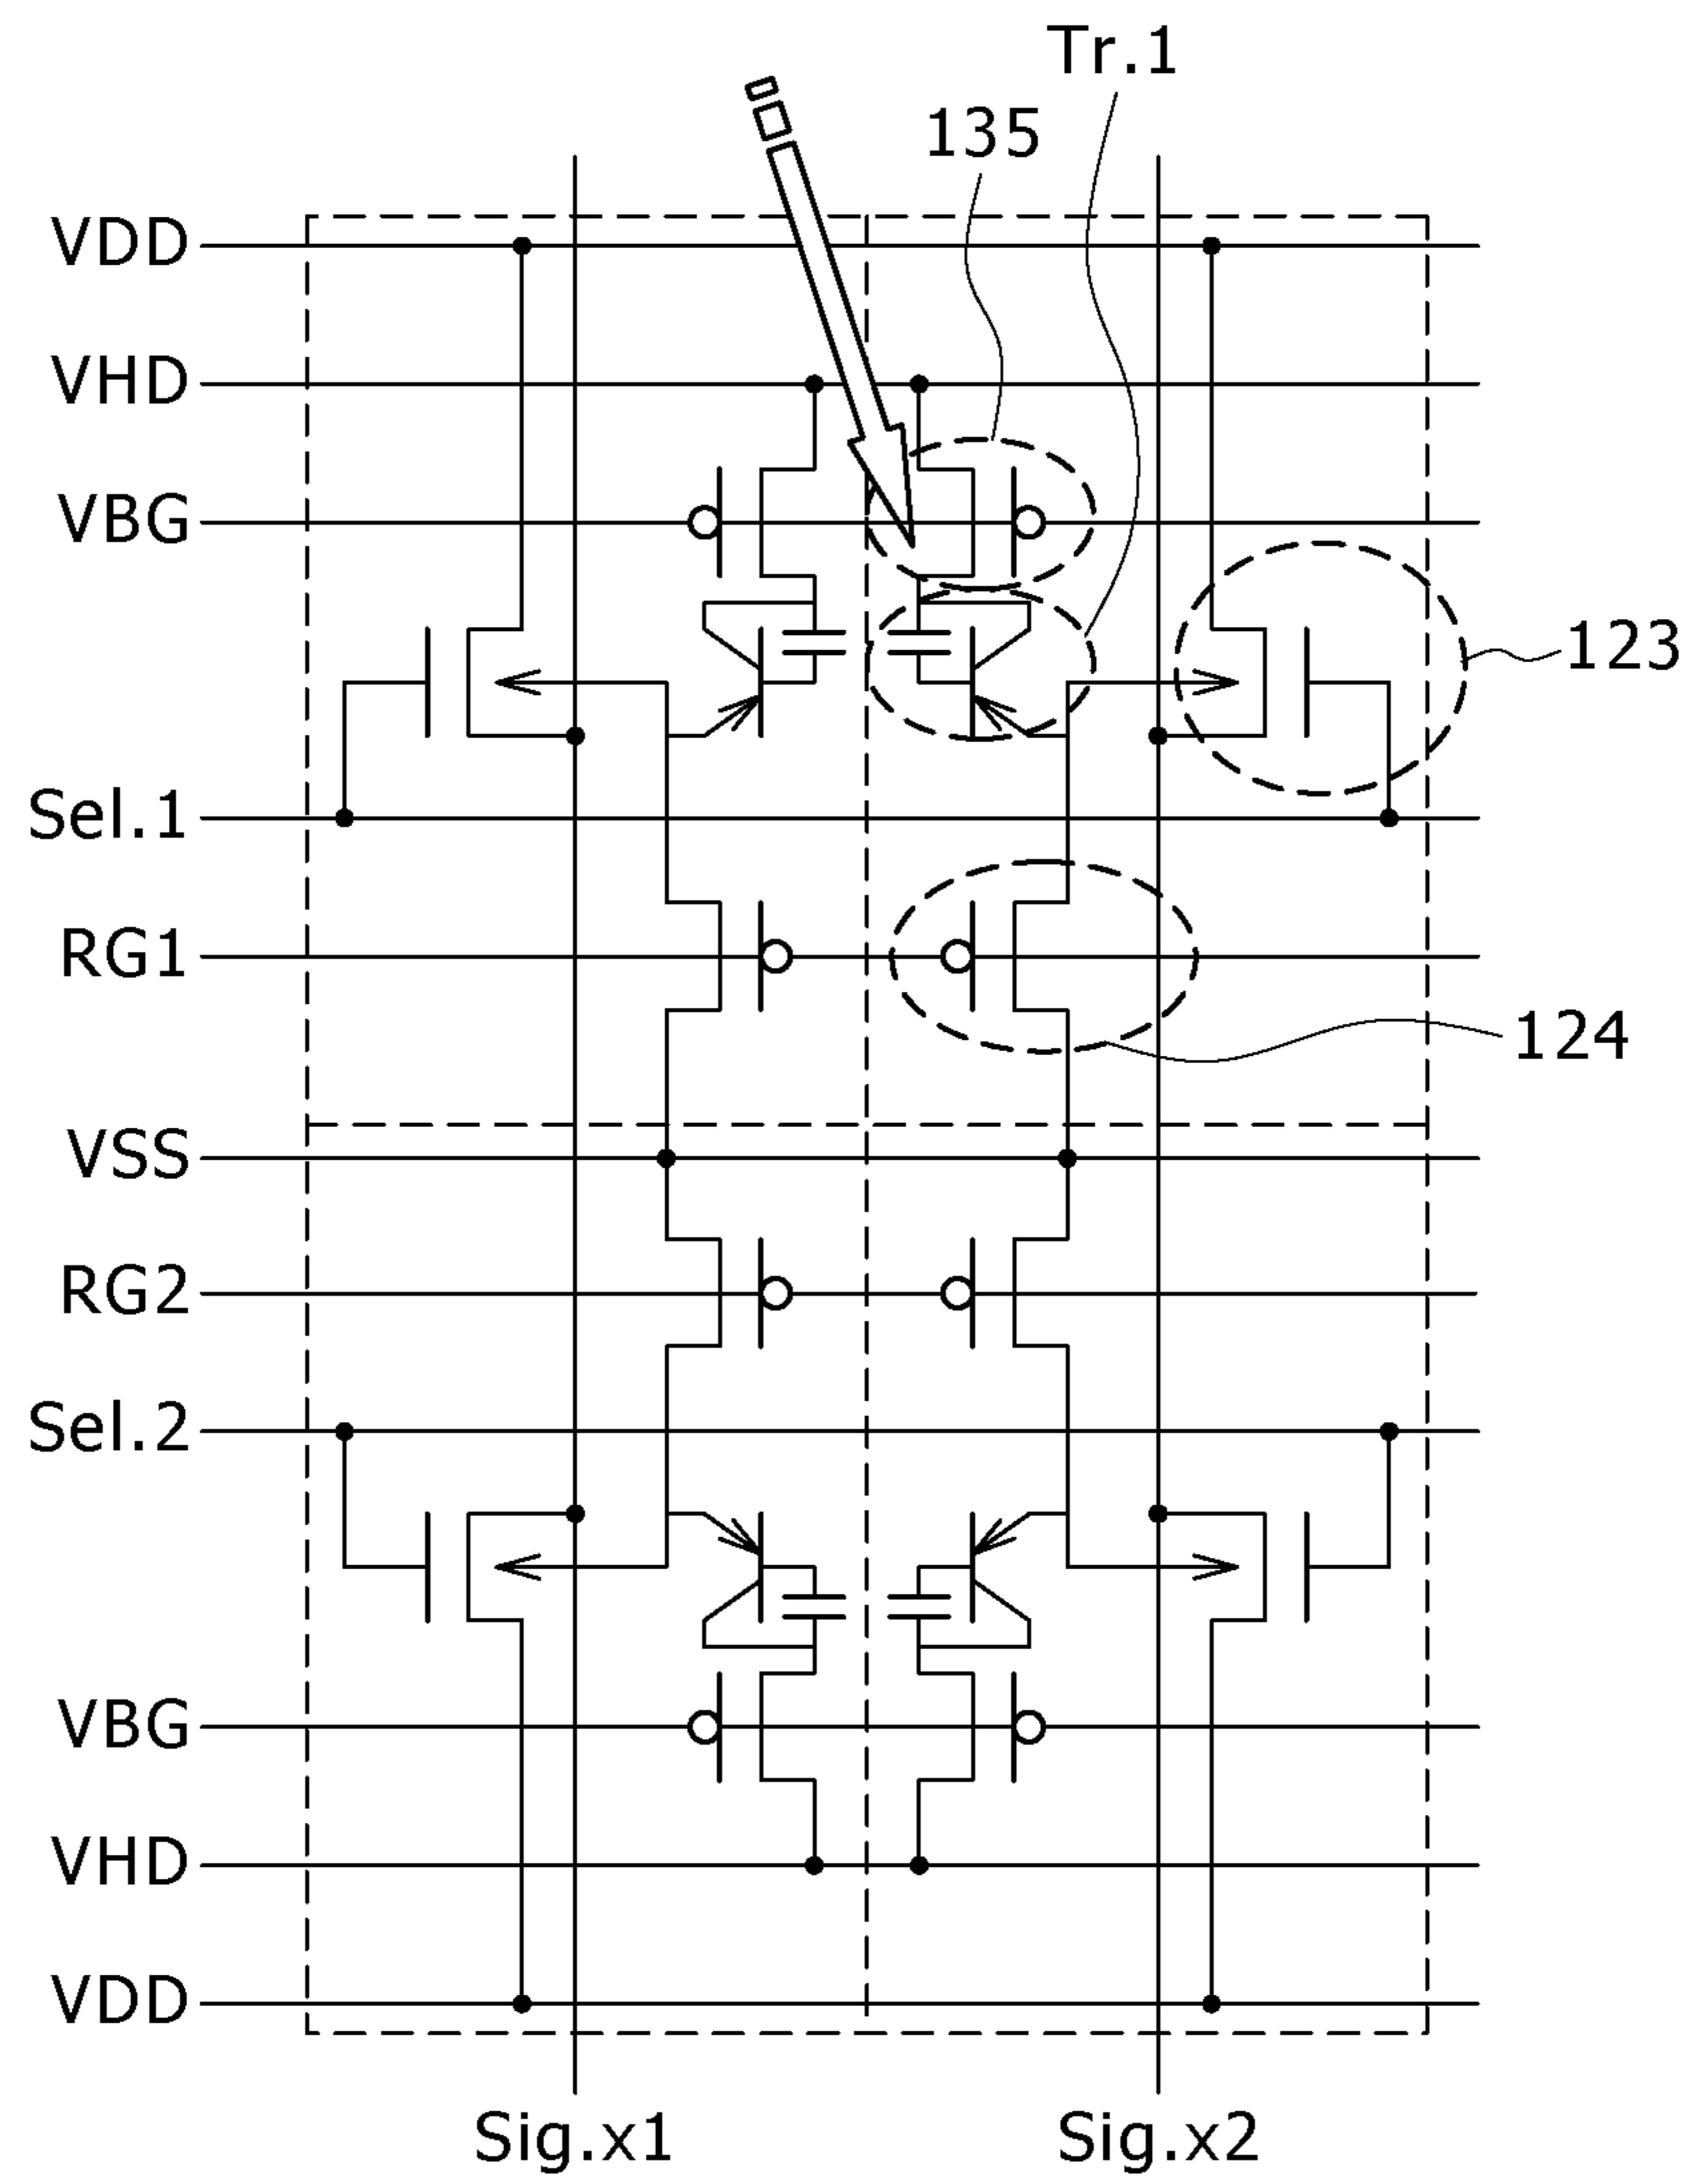 Tr.1
135
VDD
VHD
VBG
123
Sel.1
RG1
124
VSS
RG2
Sel.2
VBG
VHD
VDD
Sig.x1
Sig.x2